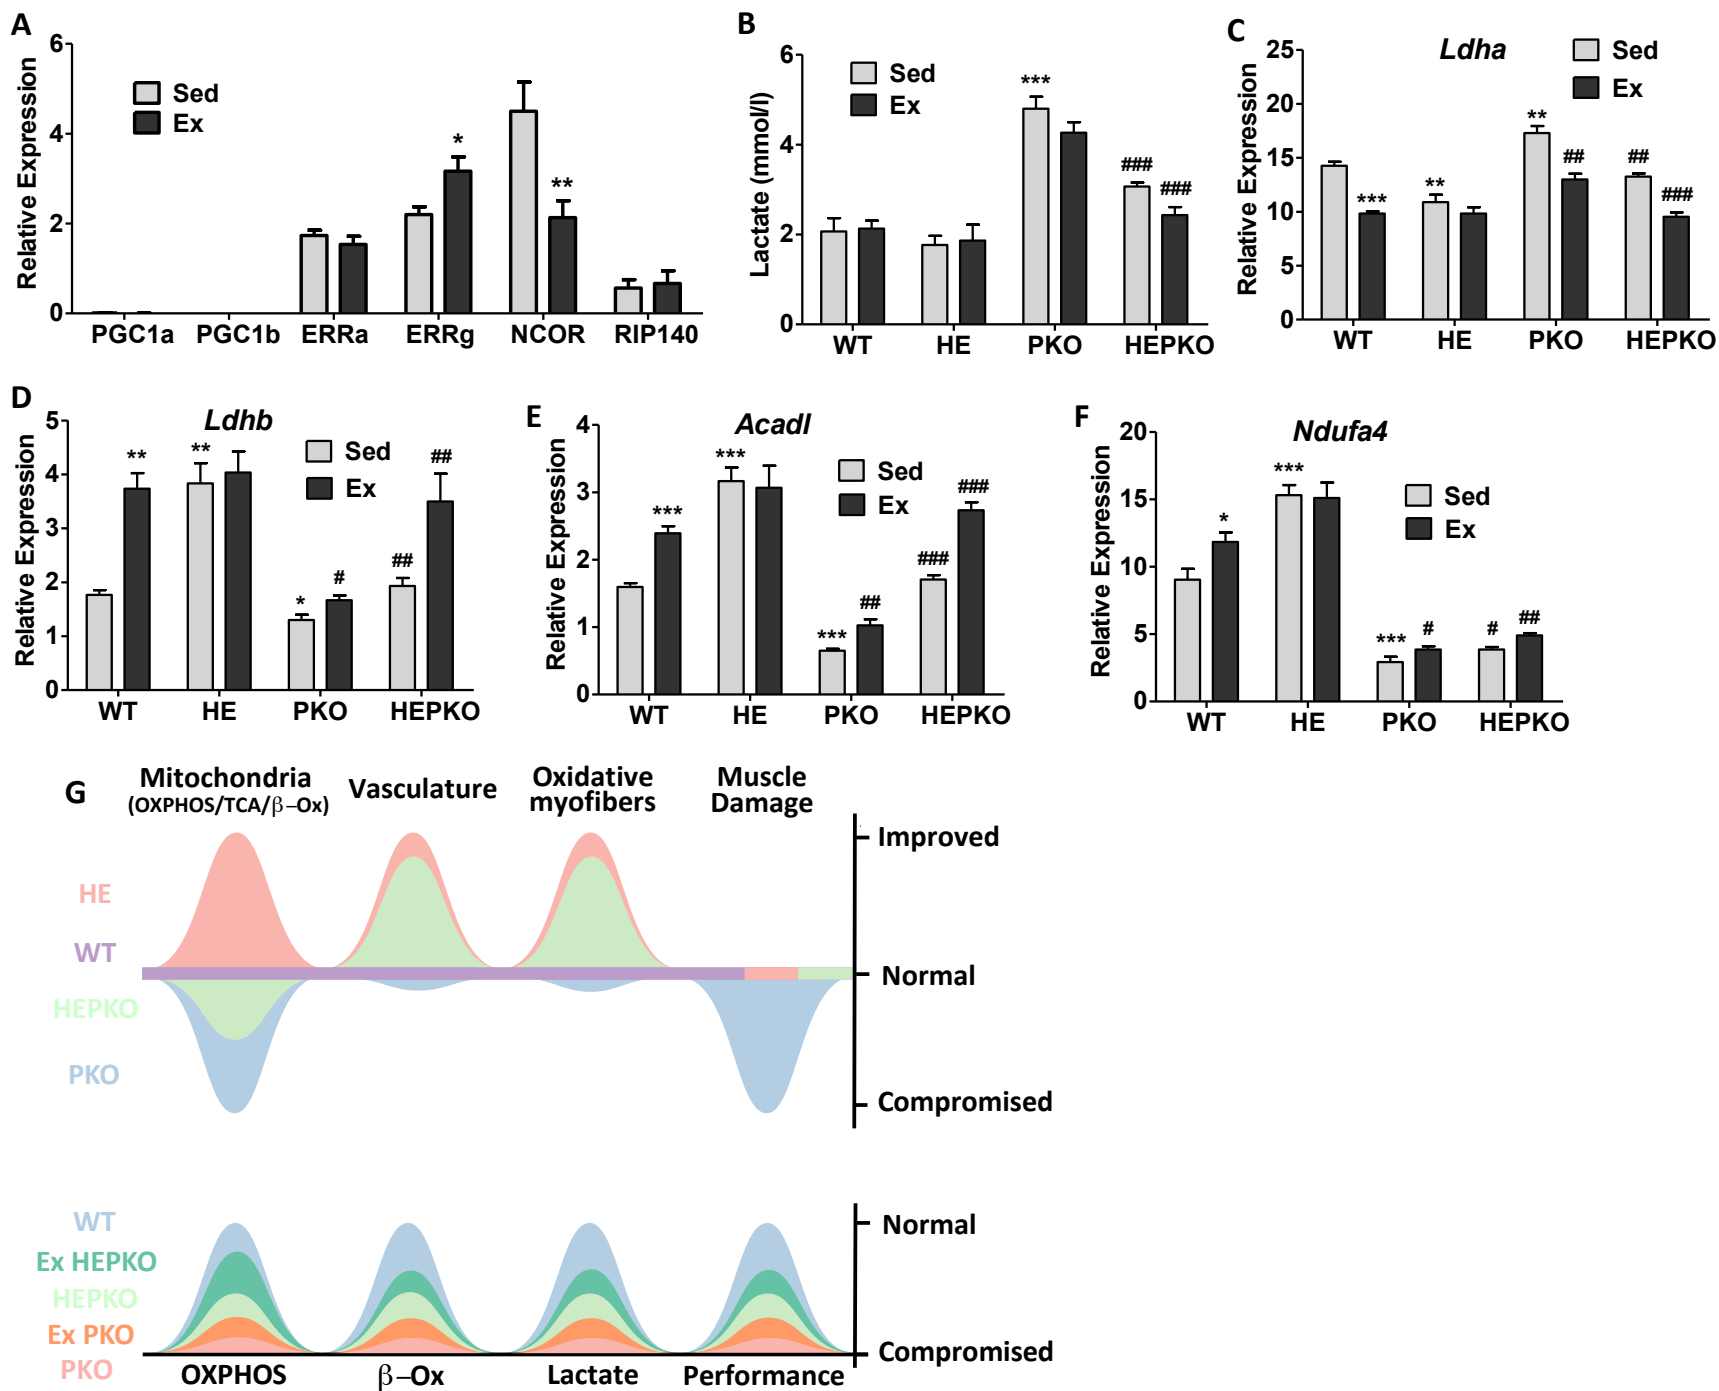 A
6
4
2
0
Relative Expression
Sed
Ex
*
**
PGC1a PGC1b ERRa ERRg NCOR RIP140
B
6
4
2
0
Lactate (mmol/l)
Sed
Ex
***
###
###
WT HE PKO HEPKO
C
Ldha
25
20
15
10
5
0
Relative Expression
Sed
Ex
***
**
**
##
##
###
WT HE PKO HEPKO
D
Ldhb
5
4
3
2
1
0
Relative Expression
Sed
Ex
**
**
*
#
##
##
WT HE PKO HEPKO
E
Acadl
4
3
2
1
0
Relative Expression
Sed
Ex
***
***
***
##
###
###
WT HE PKO HEPKO
F
Ndufa4
20
15
10
5
0
Relative Expression
Sed
Ex
*
***
***
#
#
##
WT HE PKO HEPKO
G
Mitochondria
(OXPHOS/TCA/β–Ox)
Vasculature
Oxidative
myofibers
Muscle
Damage
HE
WT
HEPKO
PKO
Improved
Normal
Compromised
WT
Ex HEPKO
HEPKO
Ex PKO
PKO
Normal
Compromised
OXPHOS β–Ox Lactate Performance